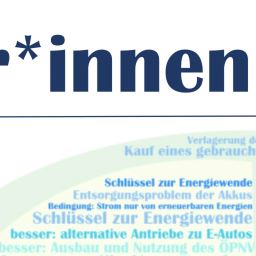 r*innen
Verlagerung d
Kauf eines gebrauch
Schlüssel zur Energiewende
Entsorgungsproblem der Akkus
Bedingung: Strom nur von erneuerbaren Energien
Schlüssel zur Energiewende
besser: alternative Antriebe zu E-Autos
besser: Ausbau und Nutzung des ÖPNV